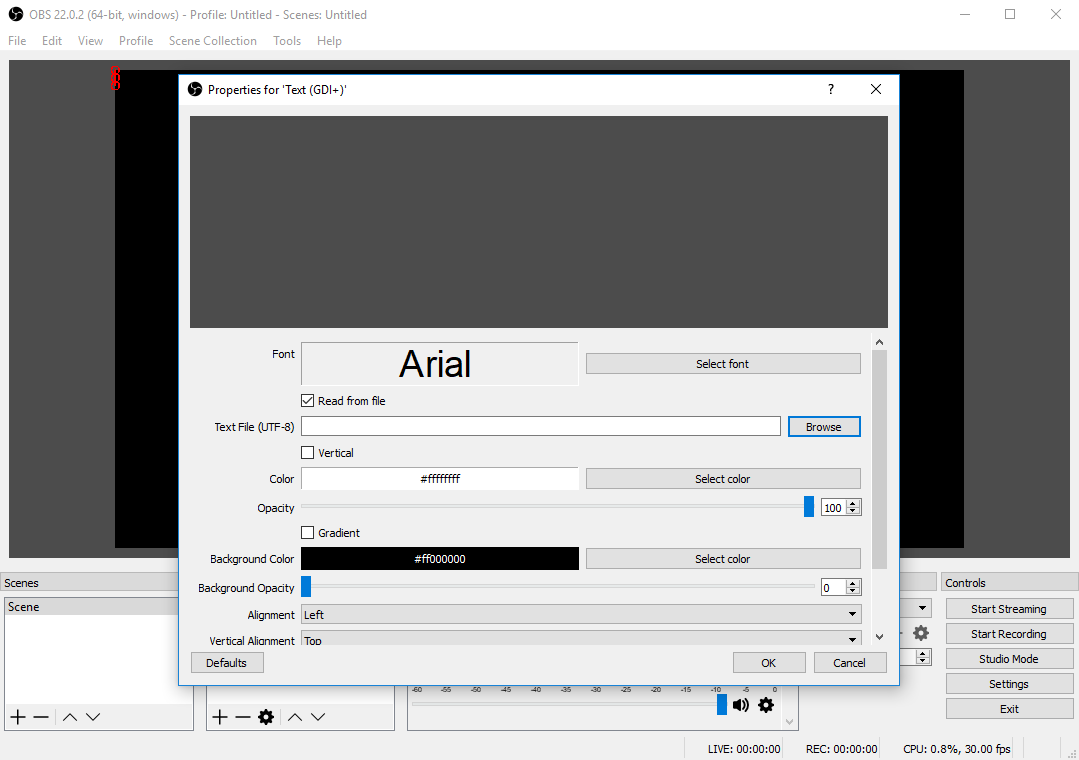 OBS 22.0.2 (64-bit, windows) - Profile: Untitled - Scenes: Untitled
File Edit View Profile Scene Collection Tools Help
Properties for 'Text (GDI+)' ?
Font Arial Select font
Read from file
Text File (UTF-8) Browse
Vertical
Color #ffffffff Select color
Opacity 100
Gradient
Background Color #ff000000 Select color
Background Opacity 0
Alignment Left
Vertical Alignment Top
Defaults OK Cancel
Scenes
Scene
-60 -55 -50 -45 -40 -35 -30 -25 -20 -15 -10 -5 0
Controls
Start Streaming
Start Recording
Studio Mode
Settings
Exit
LIVE: 00:00:00 REC: 00:00:00 CPU: 0.8%, 30.00 fps